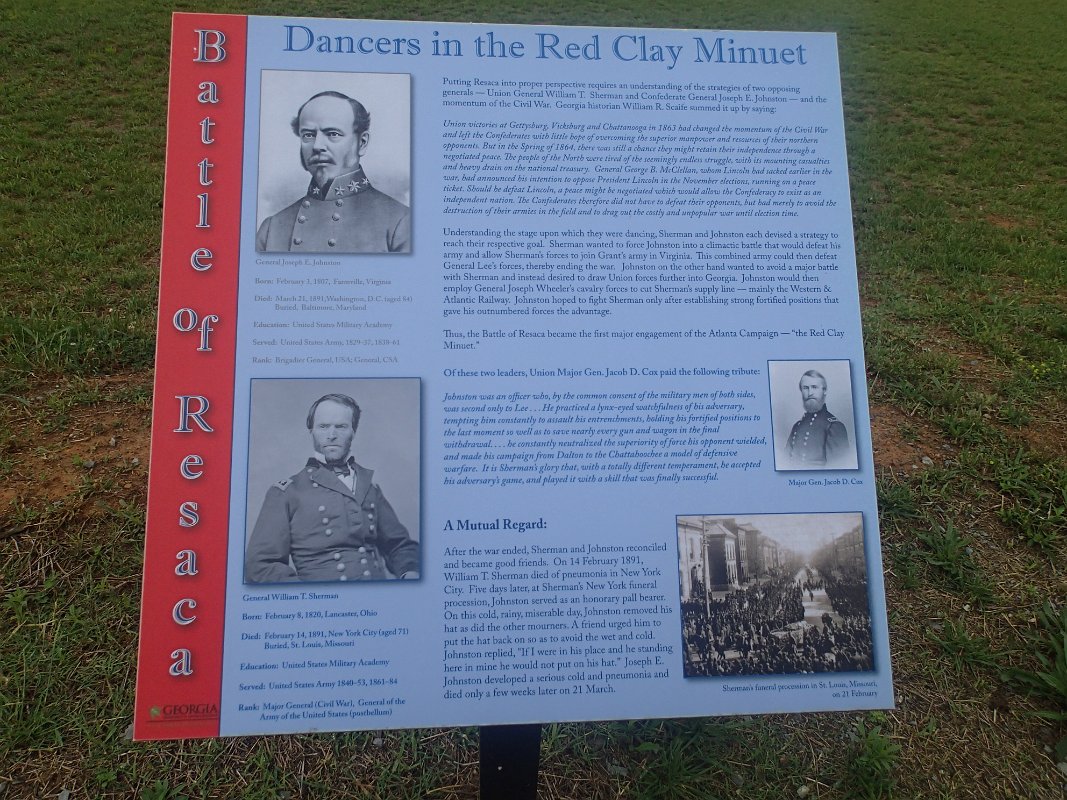 Battle of Resaca
Dancers in the Red Clay Minuet
General Joseph E. Johnston
Born: February 3, 1807, Farmville, Virginia
Died: March 21, 1891, Washington, D.C. (aged 84)
Buried, Baltimore, Maryland
Education: United States Military Academy
Served: United States Army, 1829-37, 1838-61
Rank: Brigadier General, USA; General, CSA
General William T. Sherman
Born: February 8, 1820, Lancaster, Ohio
Died: February 14, 1891, New York City (aged 71)
Buried, St. Louis, Missouri
Education: United States Military Academy
Served: United States Army 1840–53, 1861–84
Rank: Major General (Civil War), General of the
Army of the United States (postbellum)
GEORGIA
Putting Resaca into proper perspective requires an understanding of the strategies of two opposing
generals — Union General William T. Sherman and Confederate General Joseph E. Johnston — and the
momentum of the Civil War. Georgia historian William R. Scaife summed it up by saying:
Union victories at Gettysburg, Vicksburg and Chattanooga in 1863 had changed the momentum of the Civil War
and left the Confederates with little hope of overcoming the superior manpower and resources of their northern
opponents. But in the Spring of 1864, there was still a chance they might retain their independence through a
negotiated peace. The people of the North were tired of the seemingly endless struggle, with its mounting casualties
and heavy drain on the national treasury. General George B. McClellan, whom Lincoln had sacked earlier in the
war, had announced his intention to oppose President Lincoln in the November elections, running on a peace
ticket. Should he defeat Lincoln, a peace might be negotiated which would allow the Confederacy to exist as an
independent nation. The Confederates therefore did not have to defeat their opponents, but had merely to avoid the
destruction of their armies in the field and to drag out the costly and unpopular war until election time.
Understanding the stage upon which they were dancing, Sherman and Johnston each devised a strategy to
reach their respective goal. Sherman wanted to force Johnston into a climactic battle that would defeat his
army and allow Sherman's forces to join Grant's army in Virginia. This combined army could then defeat
General Lee's forces, thereby ending the war. Johnston on the other hand wanted to avoid a major battle
with Sherman and instead desired to draw Union forces further into Georgia. Johnston would then
employ General Joseph Wheeler's cavalry forces to cut Sherman's supply line — mainly the Western &
Atlantic Railway. Johnston hoped to fight Sherman only after establishing strong fortified positions that
gave his outnumbered forces the advantage.
Thus, the Battle of Resaca became the first major engagement of the Atlanta Campaign — "the Red Clay
Minuet."
Of these two leaders, Union Major Gen. Jacob D. Cox paid the following tribute:
Johnston was an officer who, by the common consent of the military men of both sides,
was second only to Lee . . . He practiced a lynx-eyed watchfulness of his adversary,
tempting him constantly to assault his entrenchments, holding his fortified positions to
the last moment so well as to save nearly every gun and wagon in the final
withdrawal. . . . he constantly neutralized the superiority of force his opponent wielded,
and made his campaign from Dalton to the Chattahoochee a model of defensive
warfare. It is Sherman's glory that, with a totally different temperament, he accepted
his adversary's game, and played it with a skill that was finally successful.
Major Gen. Jacob D. Cox
A Mutual Regard:
After the war ended, Sherman and Johnston reconciled
and became good friends. On 14 February 1891,
William T. Sherman died of pneumonia in New York
City. Five days later, at Sherman's New York funeral
procession, Johnston served as an honorary pall bearer.
On this cold, rainy, miserable day, Johnston removed his
hat as did the other mourners. A friend urged him to
put the hat back on so as to avoid the wet and cold.
Johnston replied, "If I were in his place and he standing
here in mine he would not put on his hat." Joseph E.
Johnston developed a serious cold and pneumonia and
died only a few weeks later on 21 March.
Sherman's funeral procession in St. Louis, Missouri,
on 21 February